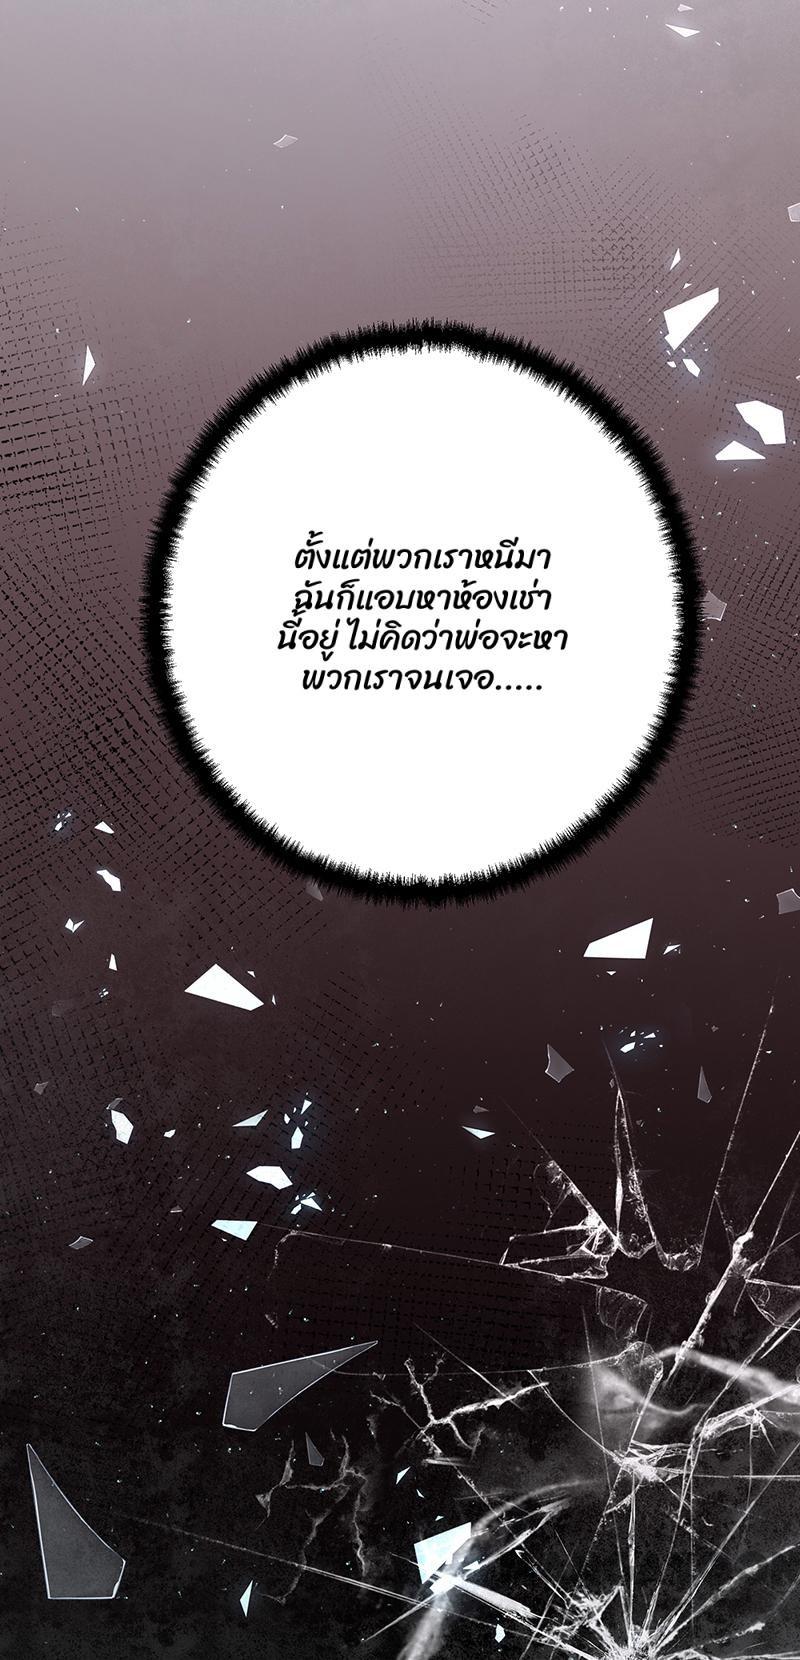 ตั้งแต่พวกเราหนีมา
ฉันก็แอบหาห้องเช่า
นี้อยู่ ไม่คิดว่าพ่อจะหา
พวกเราจนเจอ.....